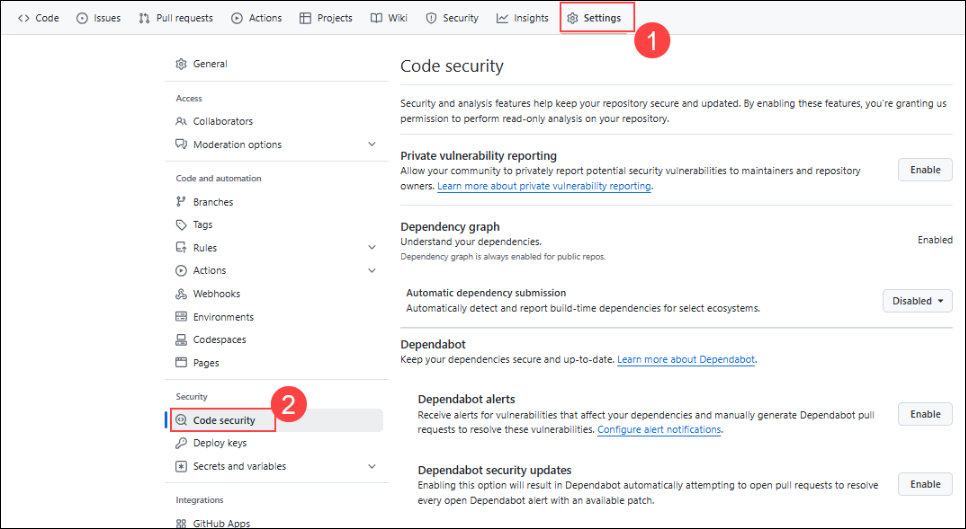 Code Issues Pull requests Actions Projects Wiki Security Insights Settings
1
General
Access
Collaborators
Moderation options
Code and automation
Branches
Tags
Rules
Actions
Webhooks
Environments
Codespaces
Pages
Security
2
Code security
Deploy keys
Secrets and variables
Integrations
GitHub Apps
Code security
Security and analysis features help keep your repository secure and updated. By enabling these features, you're granting us
permission to perform read-only analysis on your repository.
Private vulnerability reporting
Allow your community to privately report potential security vulnerabilities to maintainers and repository
owners. Learn more about private vulnerability reporting.
Enable
Dependency graph
Understand your dependencies.
Dependency graph is always enabled for public repos.
Enabled
Automatic dependency submission
Automatically detect and report build-time dependencies for select ecosystems.
Disabled
Dependabot
Keep your dependencies secure and up-to-date. Learn more about Dependabot.
Dependabot alerts
Receive alerts for vulnerabilities that affect your dependencies and manually generate Dependabot pull
requests to resolve these vulnerabilities. Configure alert notifications.
Enable
Dependabot security updates
Enabling this option will result in Dependabot automatically attempting to open pull requests to resolve
every open Dependabot alert with an available patch.
Enable